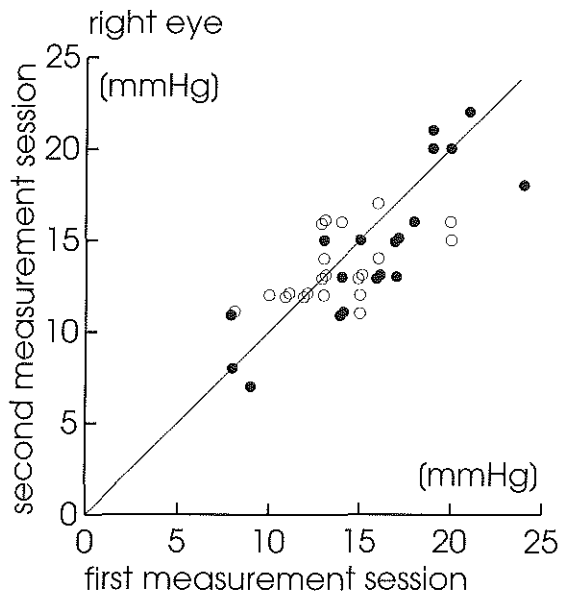 right eye
25
(mmHg)
20
15
10
5
0
second measurement session
(mmHg)
0 5 10 15 20 25
first measurement session